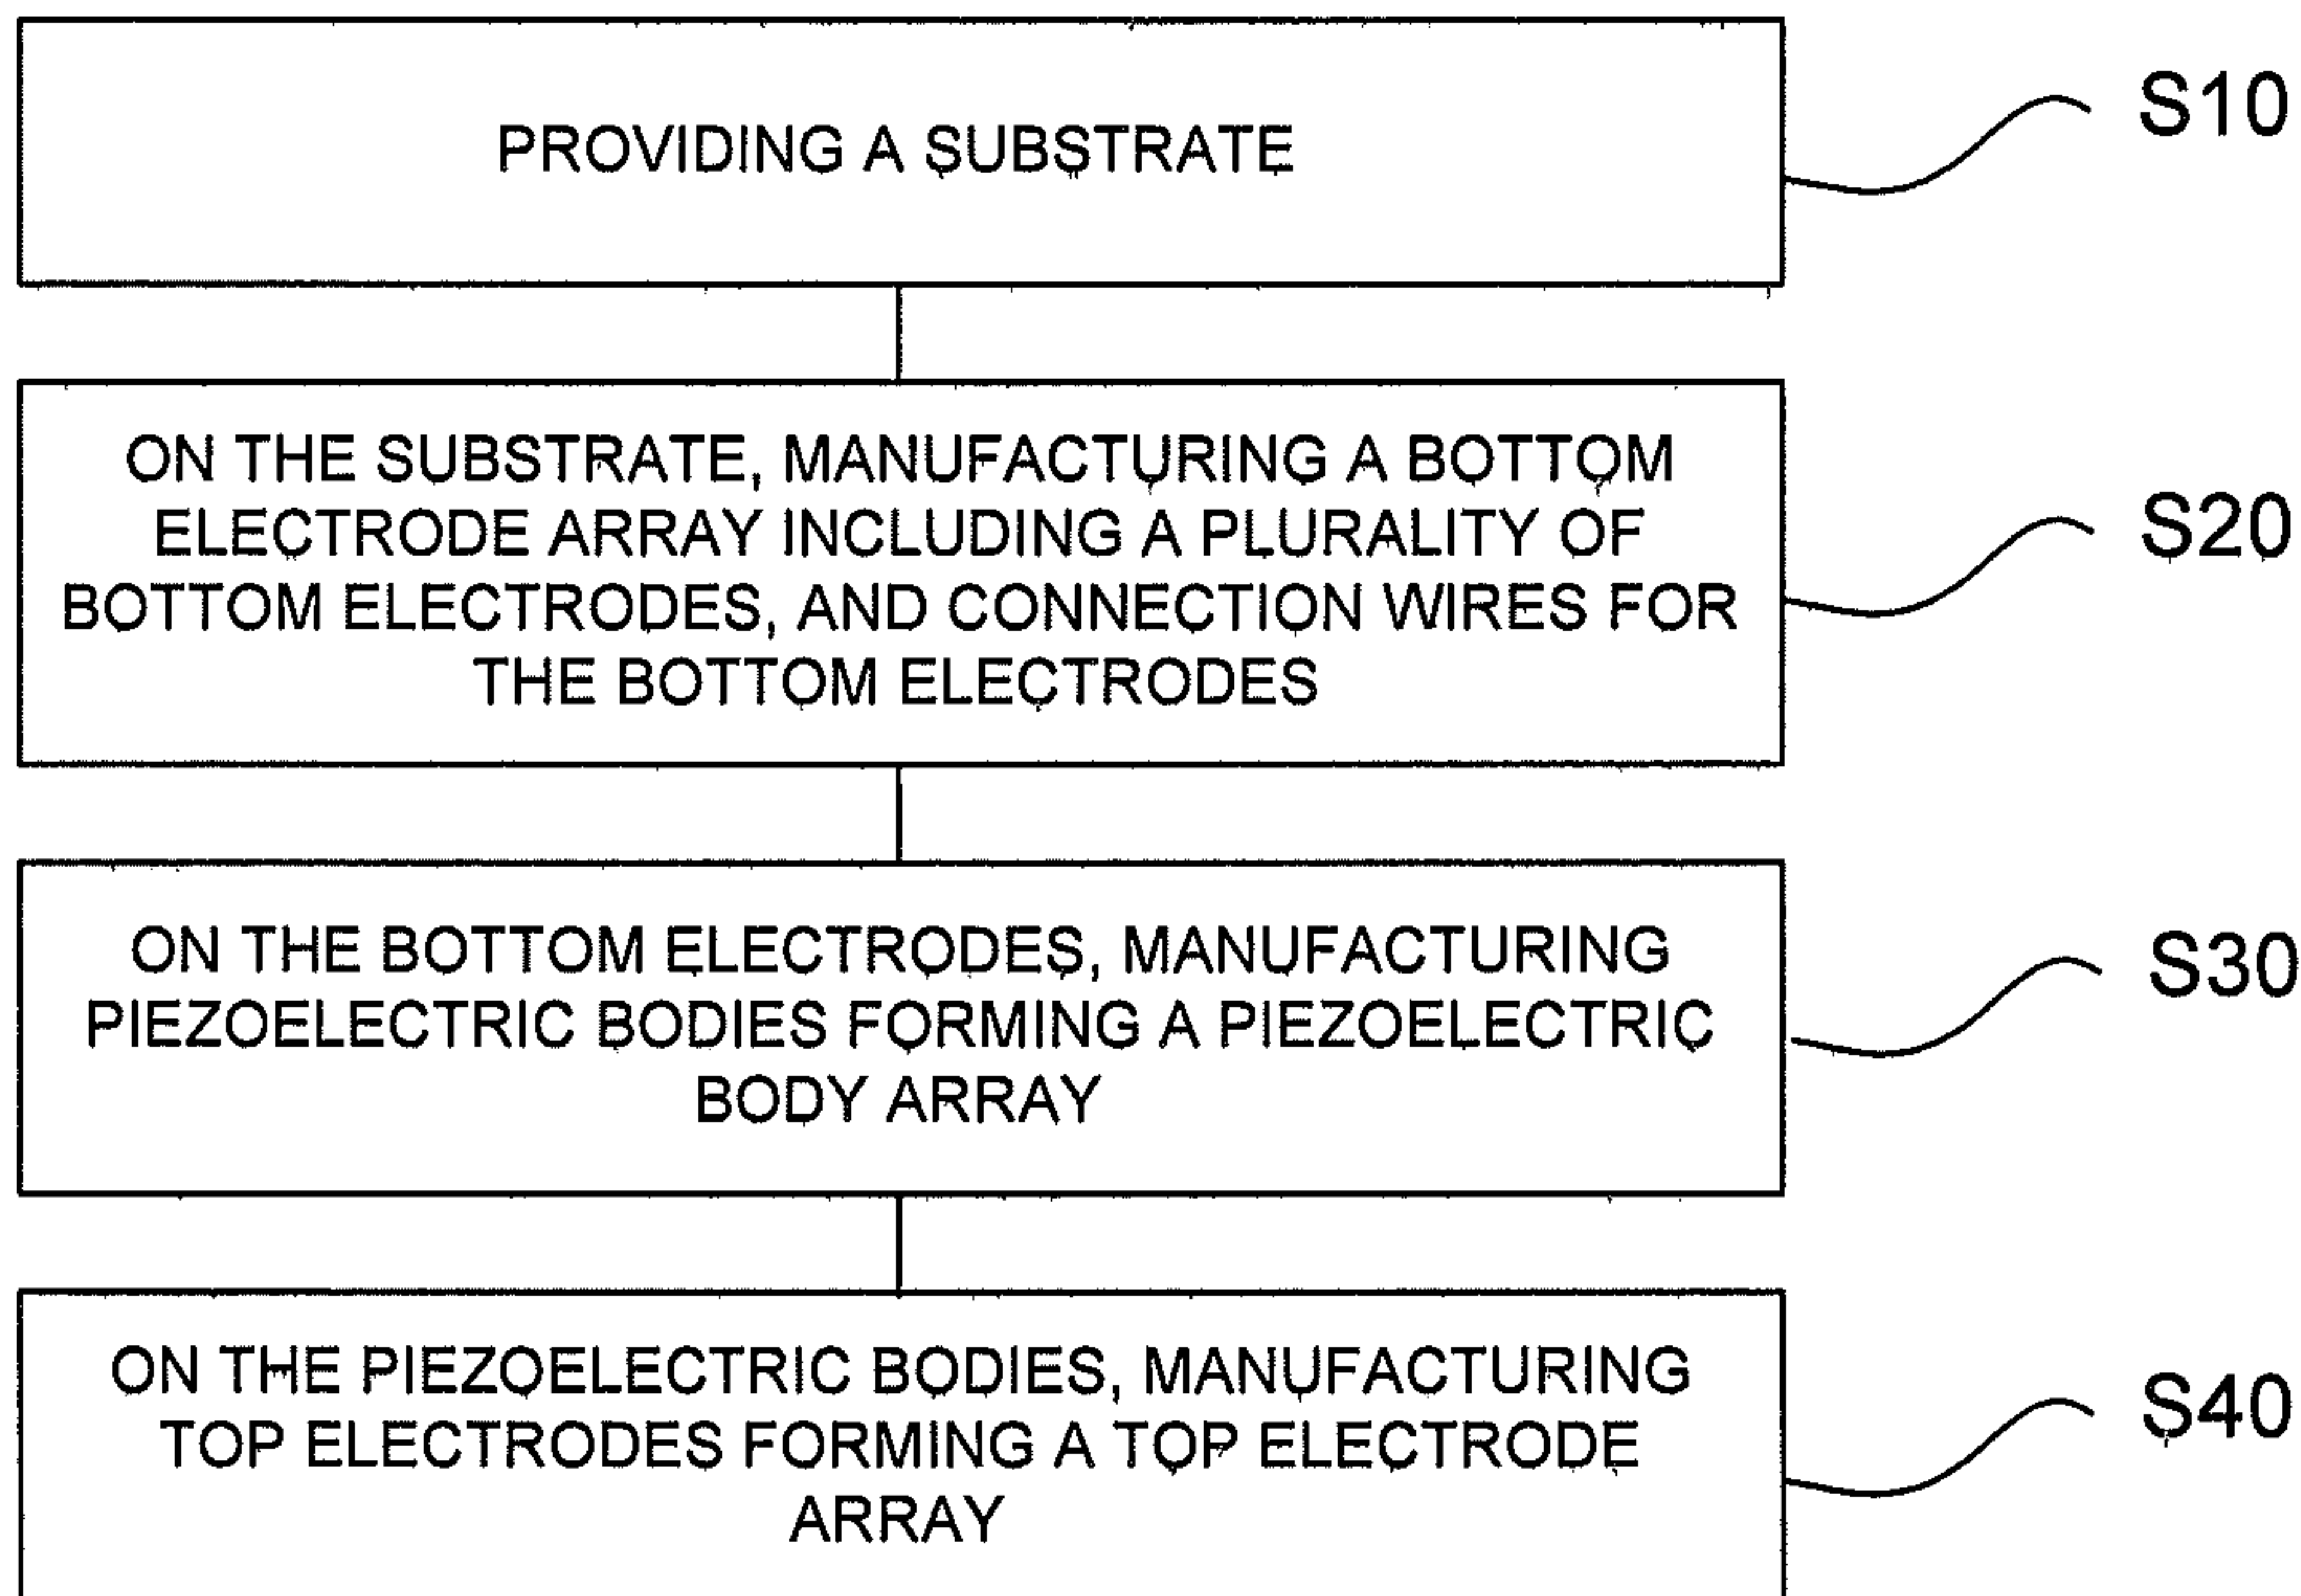 PROVIDING A SUBSTRATE
S10
ON THE SUBSTRATE, MANUFACTURING A BOTTOM
ELECTRODE ARRAY INCLUDING A PLURALITY OF
BOTTOM ELECTRODES, AND CONNECTION WIRES FOR
THE BOTTOM ELECTRODES
S20
ON THE BOTTOM ELECTRODES, MANUFACTURING
PIEZOELECTRIC BODIES FORMING A PIEZOELECTRIC
BODY ARRAY
S30
ON THE PIEZOELECTRIC BODIES, MANUFACTURING
TOP ELECTRODES FORMING A TOP ELECTRODE
ARRAY
S40